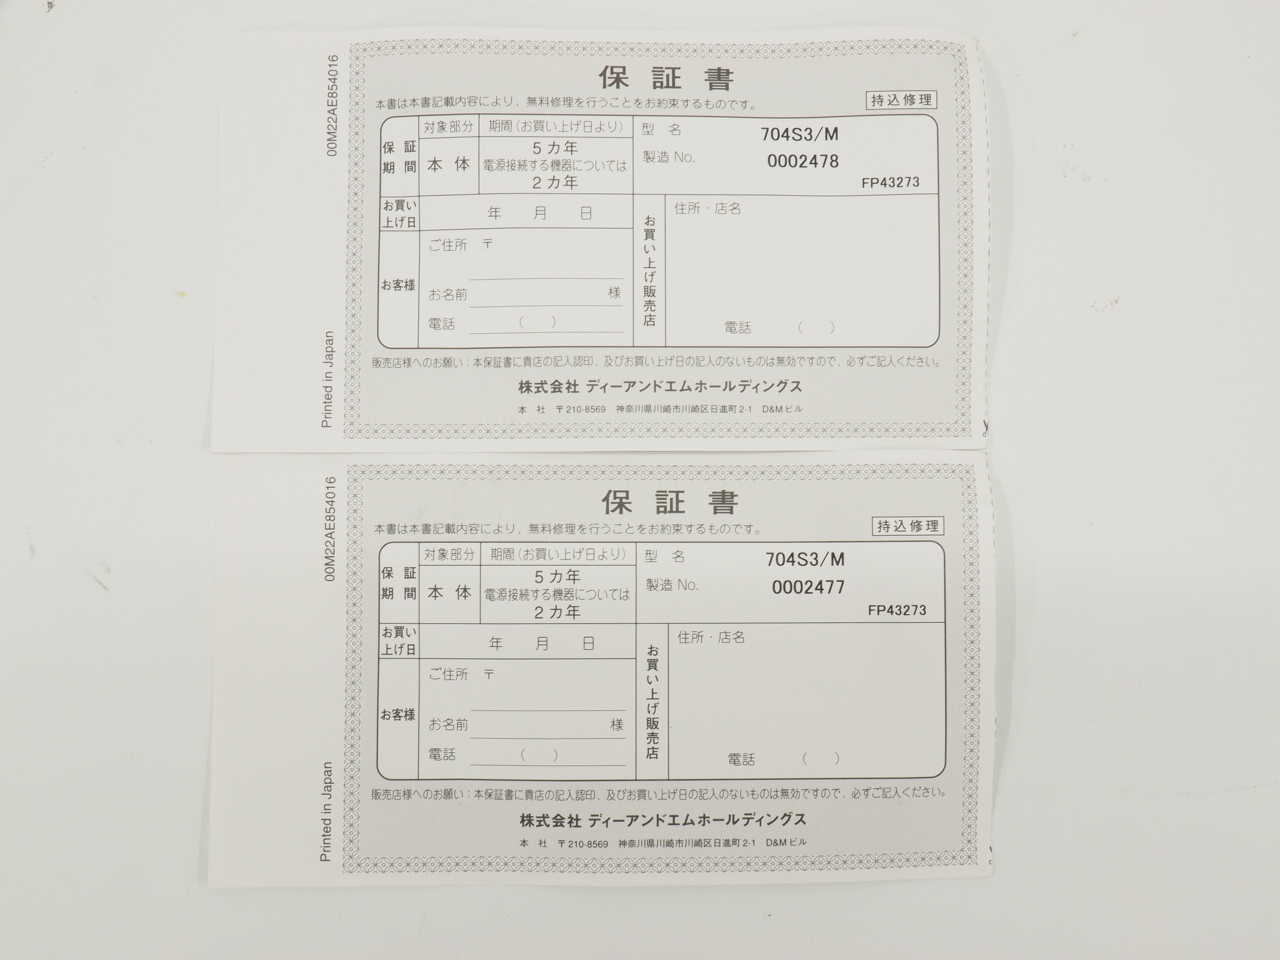 00M22AE854016
Printed in Japan
保証書
本書は本書記載内容により、無料修理を行うことをお約束するものです。
持込修理
保証期間
対象部分
期間(お買い上げ日より)
本体
5カ年
電源接続する機器については
2カ年
型名
704S3/M
製造 No.
0002478
FP43273
お買い上げ日
年 月 日
お客様
ご住所 〒
お名前 様
電話 ( )
お買い上げ販売店
住所・店名
電話 ( )
販売店様へのお願い:本保証書に貴店の記入認印、及びお買い上げ日の記入のないものは無効ですので、必ずご記入ください。
株式会社 ディーアンドエムホールディングス
本 社 〒210-8569 神奈川県川崎市川崎区日進町2-1 D&Mビル
00M22AE854016
Printed in Japan
保証書
本書は本書記載内容により、無料修理を行うことをお約束するものです。
持込修理
保証期間
対象部分
期間(お買い上げ日より)
本体
5カ年
電源接続する機器については
2カ年
型名
704S3/M
製造 No.
0002477
FP43273
お買い上げ日
年 月 日
お客様
ご住所 〒
お名前 様
電話 ( )
お買い上げ販売店
住所・店名
電話 ( )
販売店様へのお願い:本保証書に貴店の記入認印、及びお買い上げ日の記入のないものは無効ですので、必ずご記入ください。
株式会社 ディーアンドエムホールディングス
本 社 〒210-8569 神奈川県川崎市川崎区日進町2-1 D&Mビル